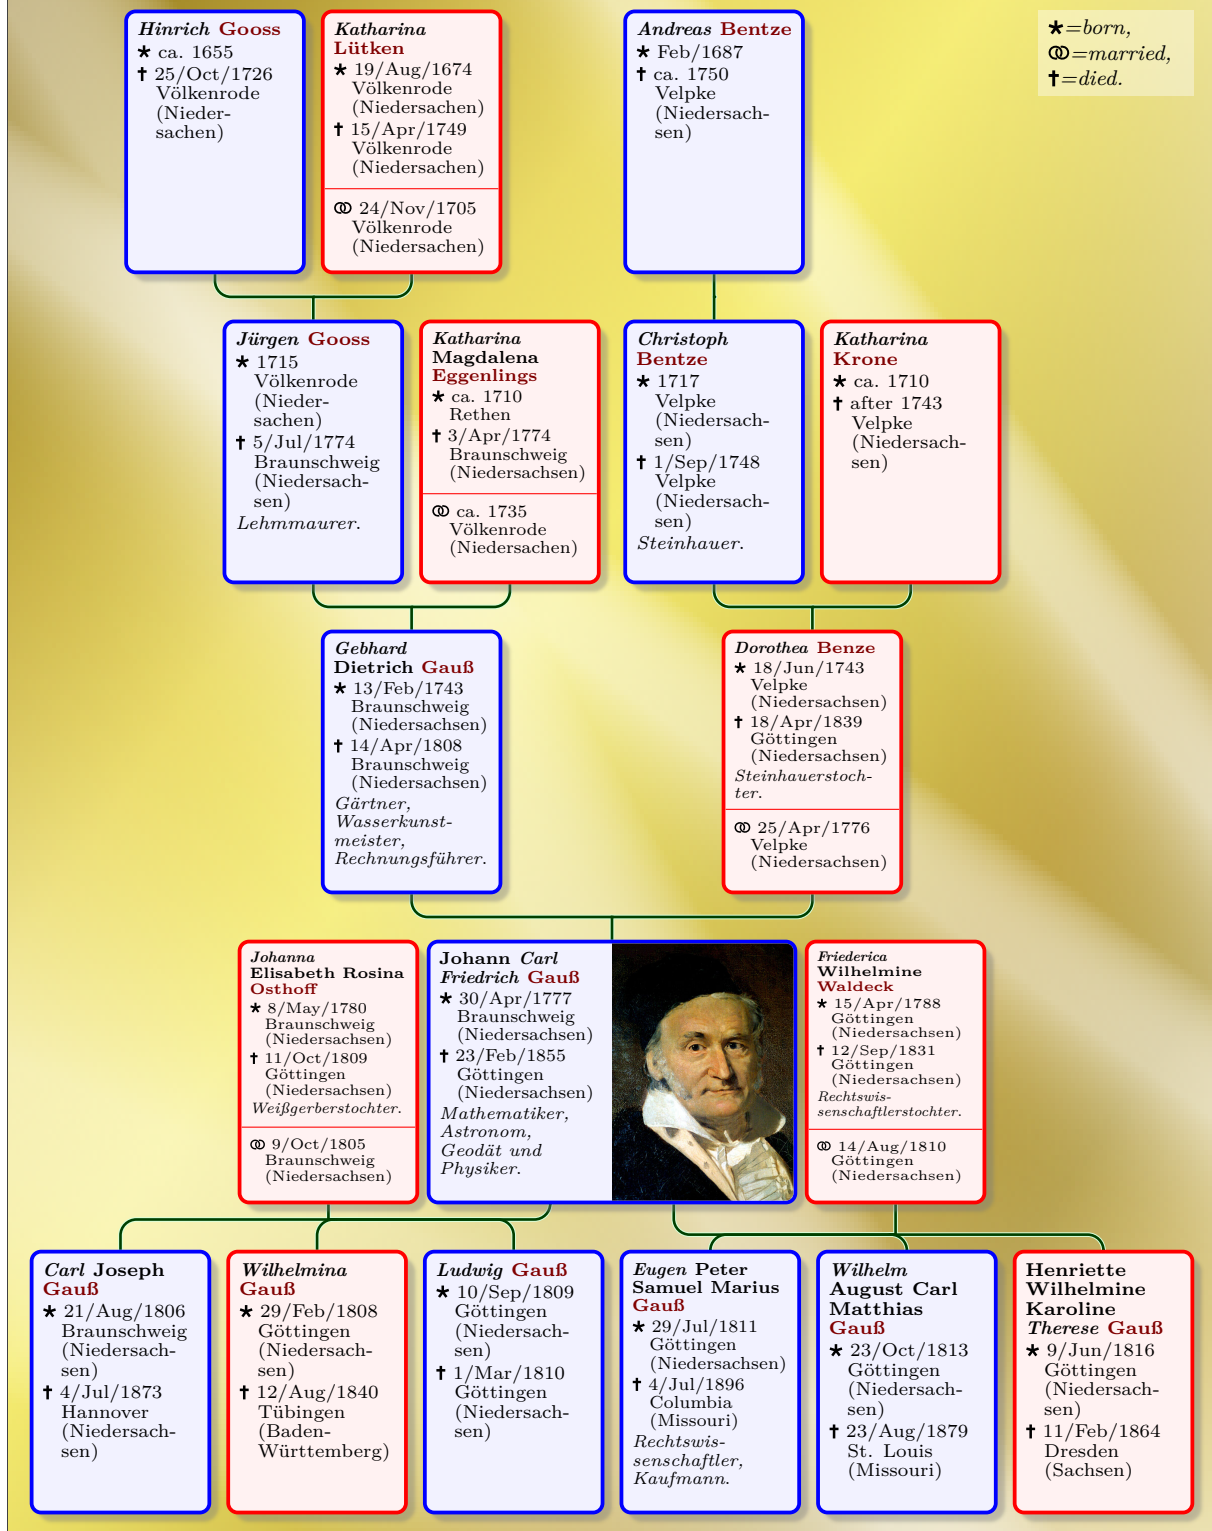 Hinrich Gooss
★ ca. 1655
† 25/Oct/1726
Völkenrode
(Nieder-
sachen)
Katharina
Lütken
★ 19/Aug/1674
Völkenrode
(Niedersachen)
† 15/Apr/1749
Völkenrode
(Niedersachen)
⚭ 24/Nov/1705
Völkenrode
(Niedersachen)
Andreas Bentze
★ Feb/1687
† ca. 1750
Velpke
(Niedersach-
sen)
★=born,
⚭=married,
†=died.
Jürgen Gooss
★ 1715
Völkenrode
(Nieder-
sachen)
† 5/Jul/1774
Braunschweig
(Niedersach-
sen)
Lehmmaurer.
Katharina
Magdalena
Eggenlings
★ ca. 1710
Rethen
† 3/Apr/1774
Braunschweig
(Niedersachsen)
⚭ ca. 1735
Völkenrode
(Niedersachen)
Christoph
Bentze
★ 1717
Velpke
(Niedersach-
sen)
† 1/Sep/1748
Velpke
(Niedersach-
sen)
Steinhauer.
Katharina
Krone
★ ca. 1710
† after 1743
Velpke
(Niedersach-
sen)
Gebhard
Dietrich Gauß
★ 13/Feb/1743
Braunschweig
(Niedersachsen)
† 14/Apr/1808
Braunschweig
(Niedersachsen)
Gärtner,
Wasserkunst-
meister,
Rechnungsführer.
Dorothea Benze
★ 18/Jun/1743
Velpke
(Niedersachsen)
† 18/Apr/1839
Göttingen
(Niedersachsen)
Steinhauerstoch-
ter.
⚭ 25/Apr/1776
Velpke
(Niedersachsen)
Johanna
Elisabeth Rosina
Osthoff
★ 8/May/1780
Braunschweig
(Niedersachsen)
† 11/Oct/1809
Göttingen
(Niedersachsen)
Weißgerberstochter.
⚭ 9/Oct/1805
Braunschweig
(Niedersachsen)
Johann Carl
Friedrich Gauß
★ 30/Apr/1777
Braunschweig
(Niedersachsen)
† 23/Feb/1855
Göttingen
(Niedersachsen)
Mathematiker,
Astronom,
Geodät und
Physiker.
Friederica
Wilhelmine
Waldeck
★ 15/Apr/1788
Göttingen
(Niedersachsen)
† 12/Sep/1831
Göttingen
(Niedersachsen)
Rechtswis-
senschaftlerstochter.
⚭ 14/Aug/1810
Göttingen
(Niedersachsen)
Carl Joseph
Gauß
★ 21/Aug/1806
Braunschweig
(Niedersach-
sen)
† 4/Jul/1873
Hannover
(Niedersach-
sen)
Wilhelmina
Gauß
★ 29/Feb/1808
Göttingen
(Niedersach-
sen)
† 12/Aug/1840
Tübingen
(Baden-
Württemberg)
Ludwig Gauß
★ 10/Sep/1809
Göttingen
(Niedersach-
sen)
† 1/Mar/1810
Göttingen
(Niedersach-
sen)
Eugen Peter
Samuel Marius
Gauß
★ 29/Jul/1811
Göttingen
(Niedersachsen)
† 4/Jul/1896
Columbia
(Missouri)
Rechtswis-
senschaftler,
Kaufmann.
Wilhelm
August Carl
Matthias
Gauß
★ 23/Oct/1813
Göttingen
(Niedersach-
sen)
† 23/Aug/1879
St. Louis
(Missouri)
Henriette
Wilhelmine
Karoline
Therese Gauß
★ 9/Jun/1816
Göttingen
(Niedersach-
sen)
† 11/Feb/1864
Dresden
(Sachsen)